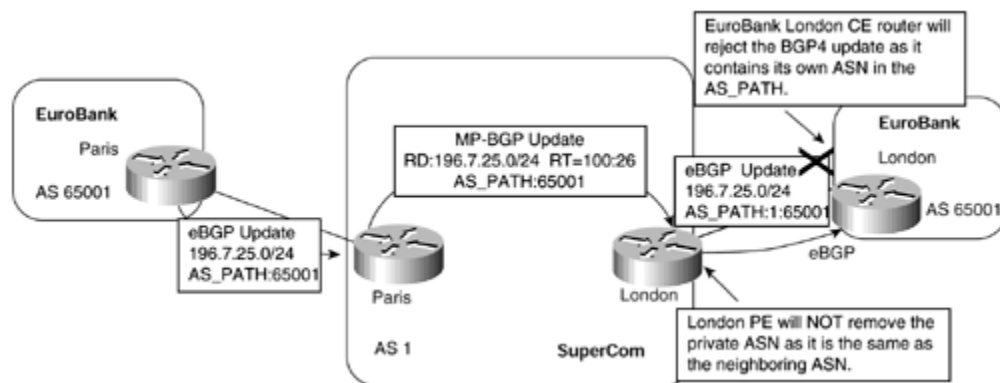 EuroBank London CE router will
reject the BGP4 update as it
contains its own ASN in the
AS_PATH.
EuroBank
Paris
AS 65001
eBGP Update
196.7.25.0/24
AS_PATH:65001
MP-BGP Update
RD:196.7.25.0/24 RT=100:26
AS_PATH:65001
Paris
AS 1
London
SuperCom
eBGP Update
196.7.25.0/24
AS_PATH:1:65001
eBGP
EuroBank
London
AS 65001
London PE will NOT remove the
private ASN as it is the same as
the neighboring ASN.